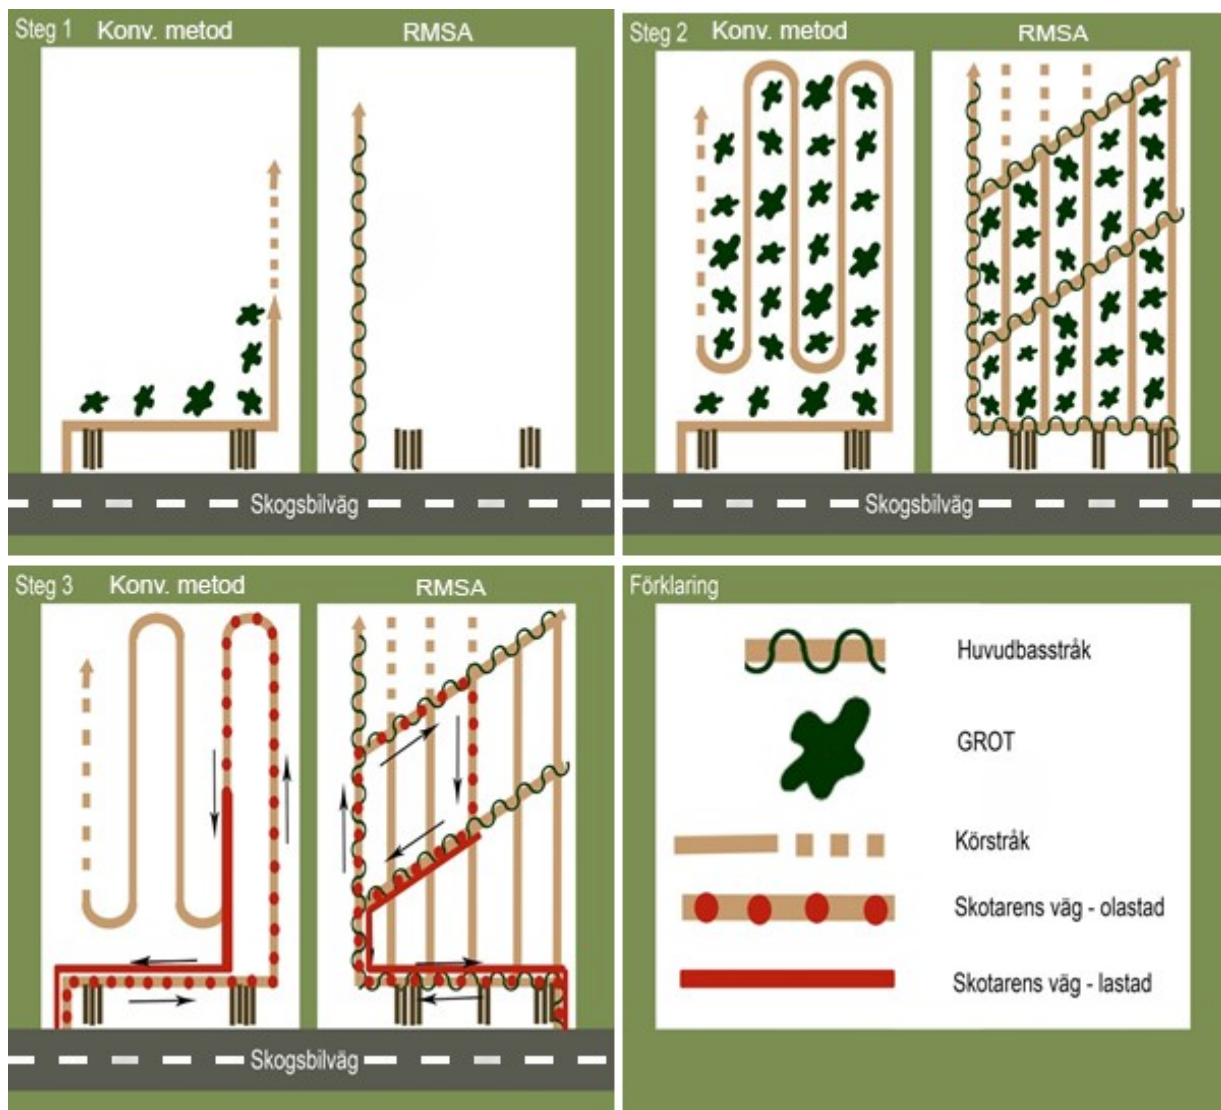 Steg 1 Konv. metod RMSA
Skogsbilväg
Steg 2 Konv. metod RMSA
Skogsbilväg
Steg 3 Konv. metod RMSA
Skogsbilväg
Förklaring
Huvudbasstråk
GROT
Körstråk
Skotarens väg - olastad
Skotarens väg - lastad